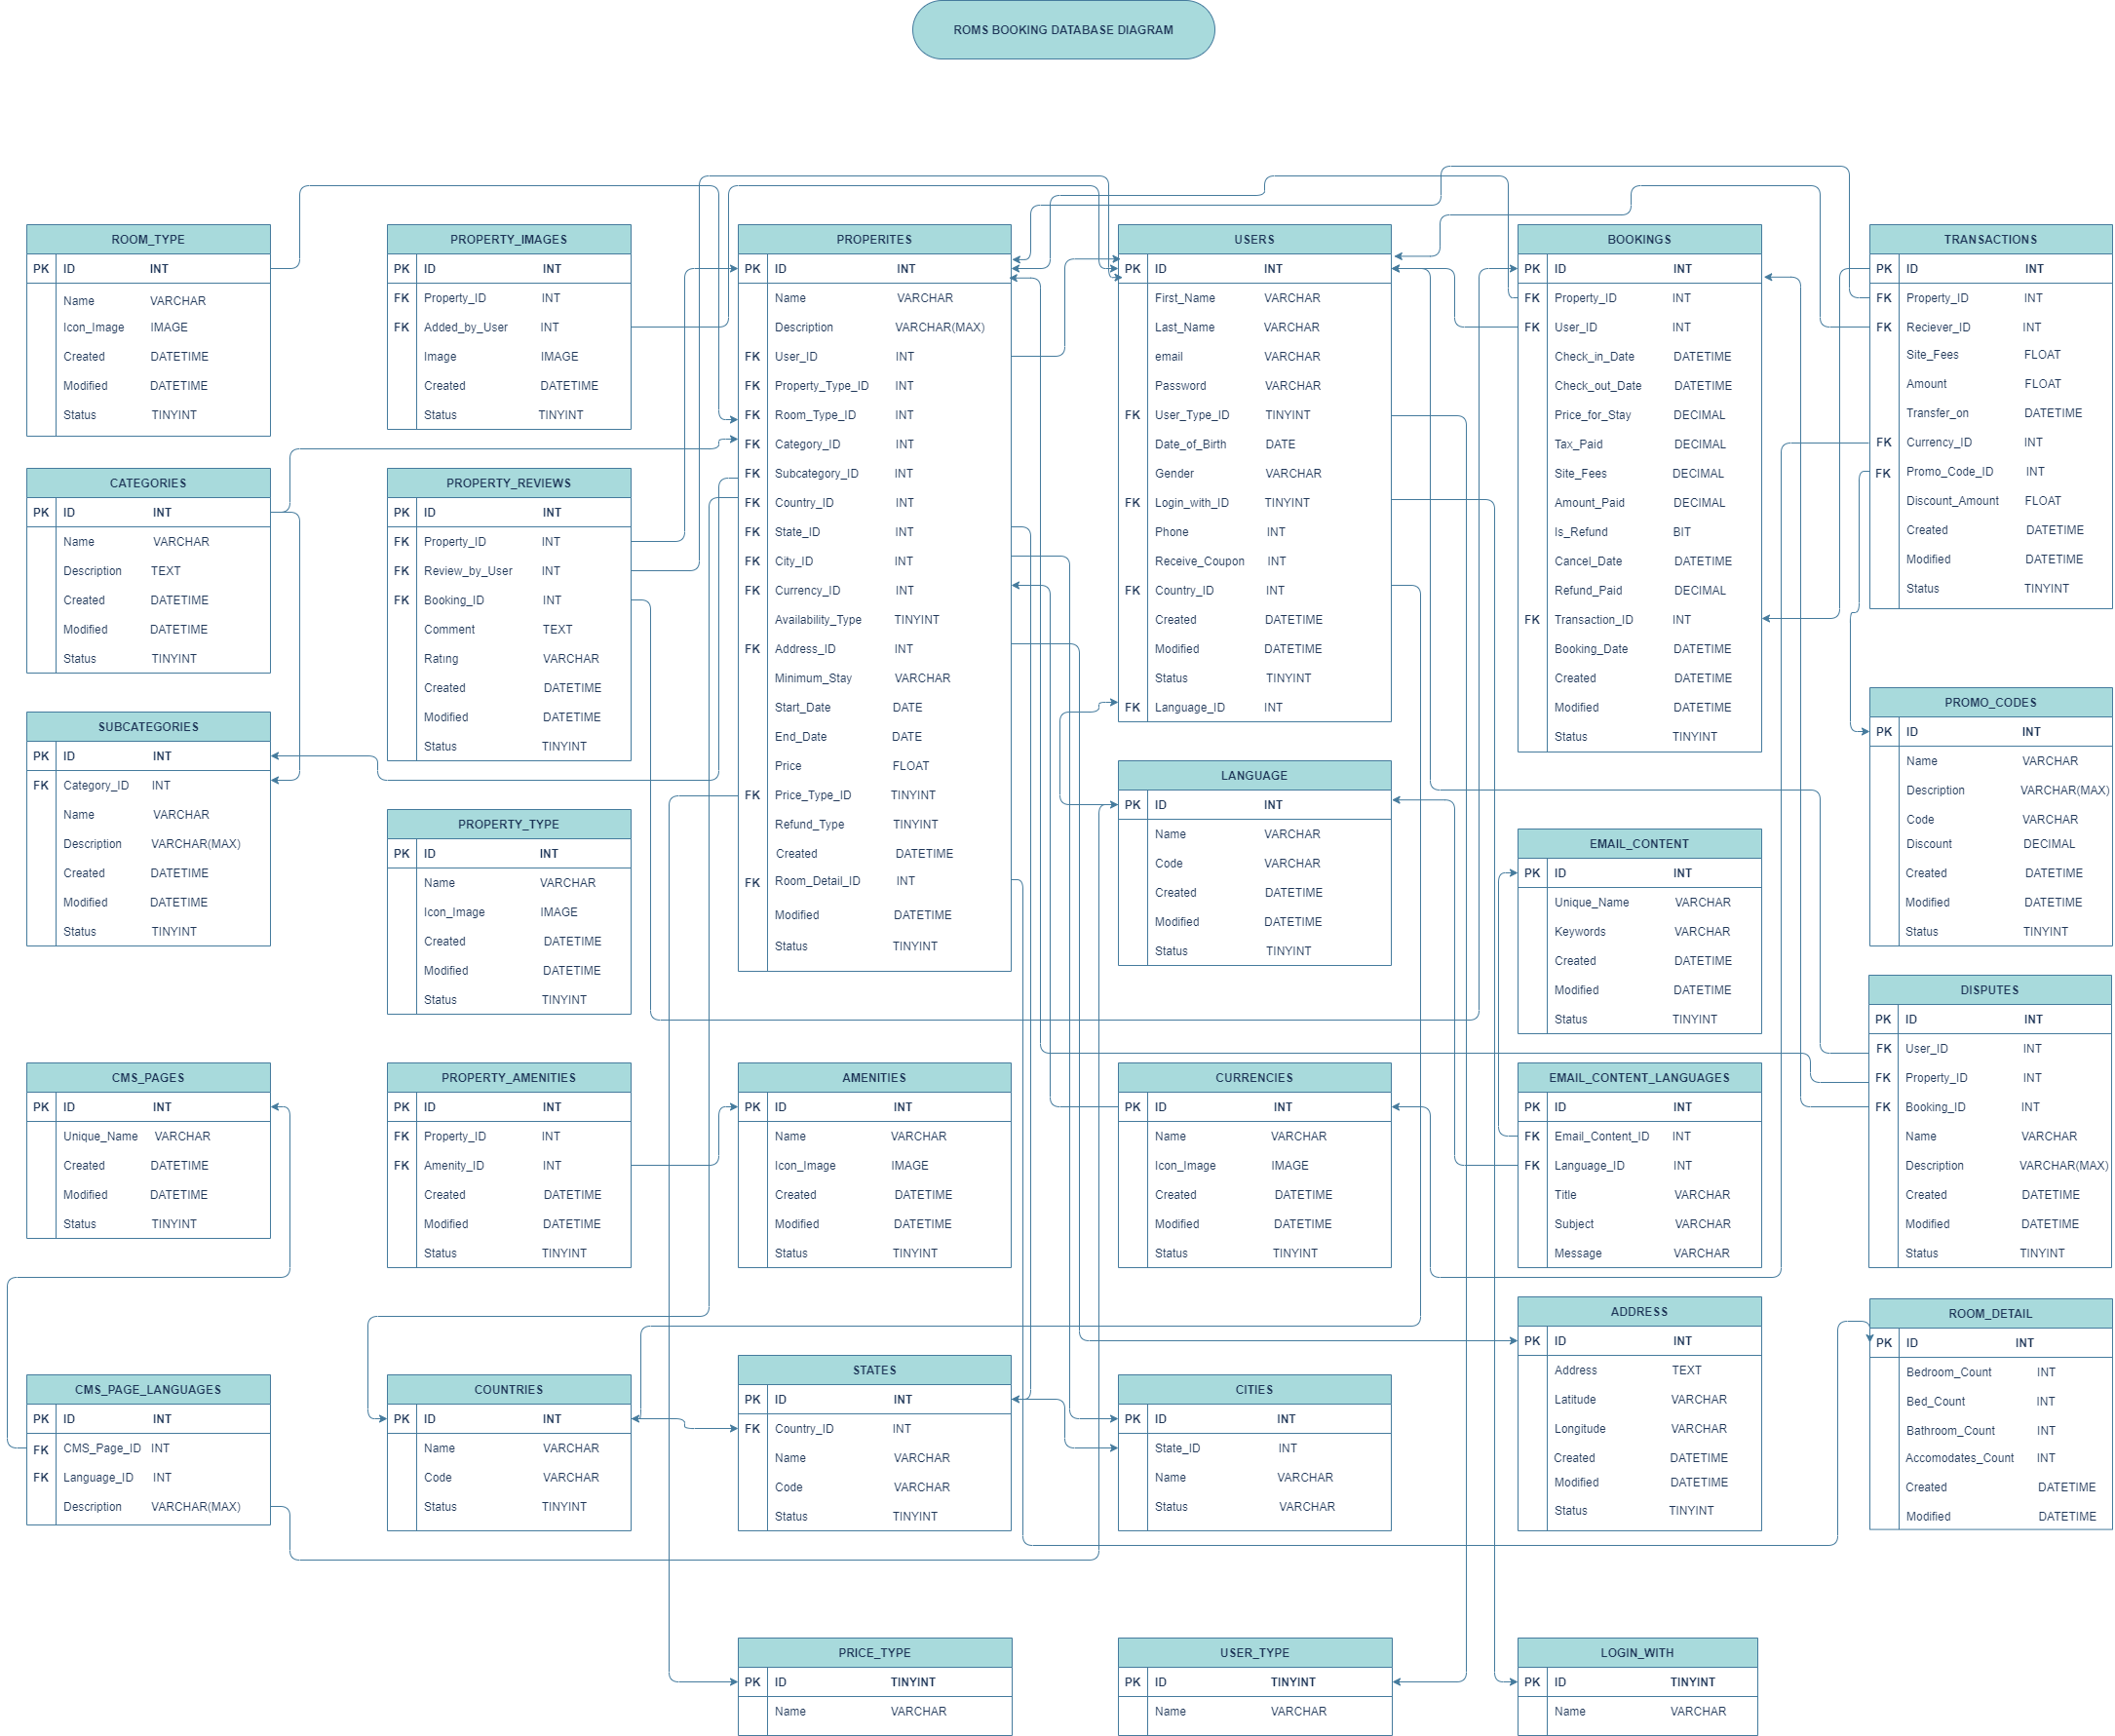 ROMS BOOKING DATABASE DIAGRAM
ROOM_TYPE
PK ID INT
Name VARCHAR
Icon_Image IMAGE
Created DATETIME
Modified DATETIME
Status TINYINT
CATEGORIES
PK ID INT
Name VARCHAR
Description TEXT
Created DATETIME
Modified DATETIME
Status TINYINT
SUBCATEGORIES
PK ID INT
FK Category_ID INT
Name VARCHAR
Description VARCHAR(MAX)
Created DATETIME
Modified DATETIME
Status TINYINT
CMS_PAGES
PK ID INT
Unique_Name VARCHAR
Created DATETIME
Modified DATETIME
Status TINYINT
CMS_PAGE_LANGUAGES
PK ID INT
FK CMS_Page_ID INT
FK Language_ID INT
Description VARCHAR(MAX)
PROPERTY_IMAGES
PK ID INT
FK Property_ID INT
FK Added_by_User INT
Image IMAGE
Created DATETIME
Status TINYINT
PROPERTY_REVIEWS
PK ID INT
FK Property_ID INT
FK Review_by_User INT
FK Booking_ID INT
Comment TEXT
Rating VARCHAR
Created DATETIME
Modified DATETIME
Status TINYINT
PROPERTY_TYPE
PK ID INT
Name VARCHAR
Icon_Image IMAGE
Created DATETIME
Modified DATETIME
Status TINYINT
PROPERTY_AMENITIES
PK ID INT
FK Property_ID INT
FK Amenity_ID INT
Created DATETIME
Modified DATETIME
Status TINYINT
COUNTRIES
PK ID INT
Name VARCHAR
Code VARCHAR
Status TINYINT
PROPERITES
PK ID INT
Name VARCHAR
Description VARCHAR(MAX)
FK User_ID INT
FK Property_Type_ID INT
FK Room_Type_ID INT
FK Category_ID INT
FK Subcategory_ID INT
FK Country_ID INT
FK State_ID INT
FK City_ID INT
FK Currency_ID INT
Availability_Type TINYINT
FK Address_ID INT
Minimum_Stay VARCHAR
Start_Date DATE
End_Date DATE
Price FLOAT
FK Price_Type_ID TINYINT
Refund_Type TINYINT
Created DATETIME
FK Room_Detail_ID INT
Modified DATETIME
Status TINYINT
AMENITIES
PK ID INT
Name VARCHAR
Icon_Image IMAGE
Created DATETIME
Modified DATETIME
Status TINYINT
STATES
PK ID INT
FK Country_ID INT
Name VARCHAR
Code VARCHAR
Status TINYINT
PRICE_TYPE
PK ID TINYINT
Name VARCHAR
USERS
PK ID INT
First_Name VARCHAR
Last_Name VARCHAR
email VARCHAR
Password VARCHAR
FK User_Type_ID TINYINT
Date_of_Birth DATE
Gender VARCHAR
FK Login_with_ID TINYINT
Phone INT
Receive_Coupon INT
FK Country_ID INT
Created DATETIME
Modified DATETIME
Status TINYINT
FK Language_ID INT
LANGUAGE
PK ID INT
Name VARCHAR
Code VARCHAR
Created DATETIME
Modified DATETIME
Status TINYINT
CURRENCIES
PK ID INT
Name VARCHAR
Icon_Image IMAGE
Created DATETIME
Modified DATETIME
Status TINYINT
CITIES
PK ID INT
State_ID INT
Name VARCHAR
Status VARCHAR
USER_TYPE
PK ID TINYINT
Name VARCHAR
BOOKINGS
PK ID INT
FK Property_ID INT
FK User_ID INT
Check_in_Date DATETIME
Check_out_Date DATETIME
Price_for_Stay DECIMAL
Tax_Paid DECIMAL
Site_Fees DECIMAL
Amount_Paid DECIMAL
Is_Refund BIT
Cancel_Date DATETIME
Refund_Paid DECIMAL
FK Transaction_ID INT
Booking_Date DATETIME
Created DATETIME
Modified DATETIME
Status TINYINT
EMAIL_CONTENT
PK ID INT
Unique_Name VARCHAR
Keywords VARCHAR
Created DATETIME
Modified DATETIME
Status TINYINT
EMAIL_CONTENT_LANGUAGES
PK ID INT
FK Email_Content_ID INT
FK Language_ID INT
Title VARCHAR
Subject VARCHAR
Message VARCHAR
ADDRESS
PK ID INT
Address TEXT
Latitude VARCHAR
Longitude VARCHAR
Created DATETIME
Modified DATETIME
Status TINYINT
LOGIN_WITH
PK ID TINYINT
Name VARCHAR
TRANSACTIONS
PK ID INT
FK Property_ID INT
FK Reciever_ID INT
Site_Fees FLOAT
Amount FLOAT
Transfer_on DATETIME
FK Currency_ID INT
FK Promo_Code_ID INT
Discount_Amount FLOAT
Created DATETIME
Modified DATETIME
Status TINYINT
PROMO_CODES
PK ID INT
Name VARCHAR
Description VARCHAR(MAX)
Code VARCHAR
Discount DECIMAL
Created DATETIME
Modified DATETIME
Status TINYINT
DISPUTES
PK ID INT
FK User_ID INT
FK Property_ID INT
FK Booking_ID INT
Name VARCHAR
Description VARCHAR(MAX)
Created DATETIME
Modified DATETIME
Status TINYINT
ROOM_DETAIL
PK ID INT
Bedroom_Count INT
Bed_Count INT
Bathroom_Count INT
Accomodates_Count INT
Created DATETIME
Modified DATETIME